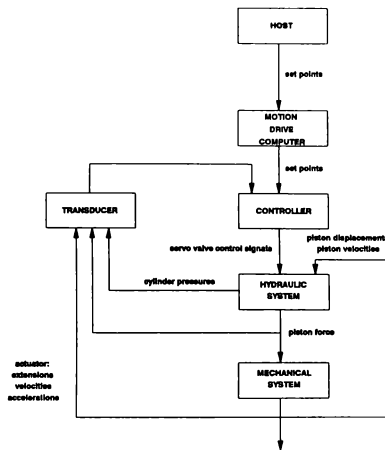 HOST
set points
MOTION
DRIVE
COMPUTER
set points
TRANSDUCER
CONTROLLER
piston displacement
piston velocities
servo valve control signals
cylinder pressures
HYDRAULIC
SYSTEM
piston force
actuator:
extensions
velocities
accelerations
MECHANICAL
SYSTEM